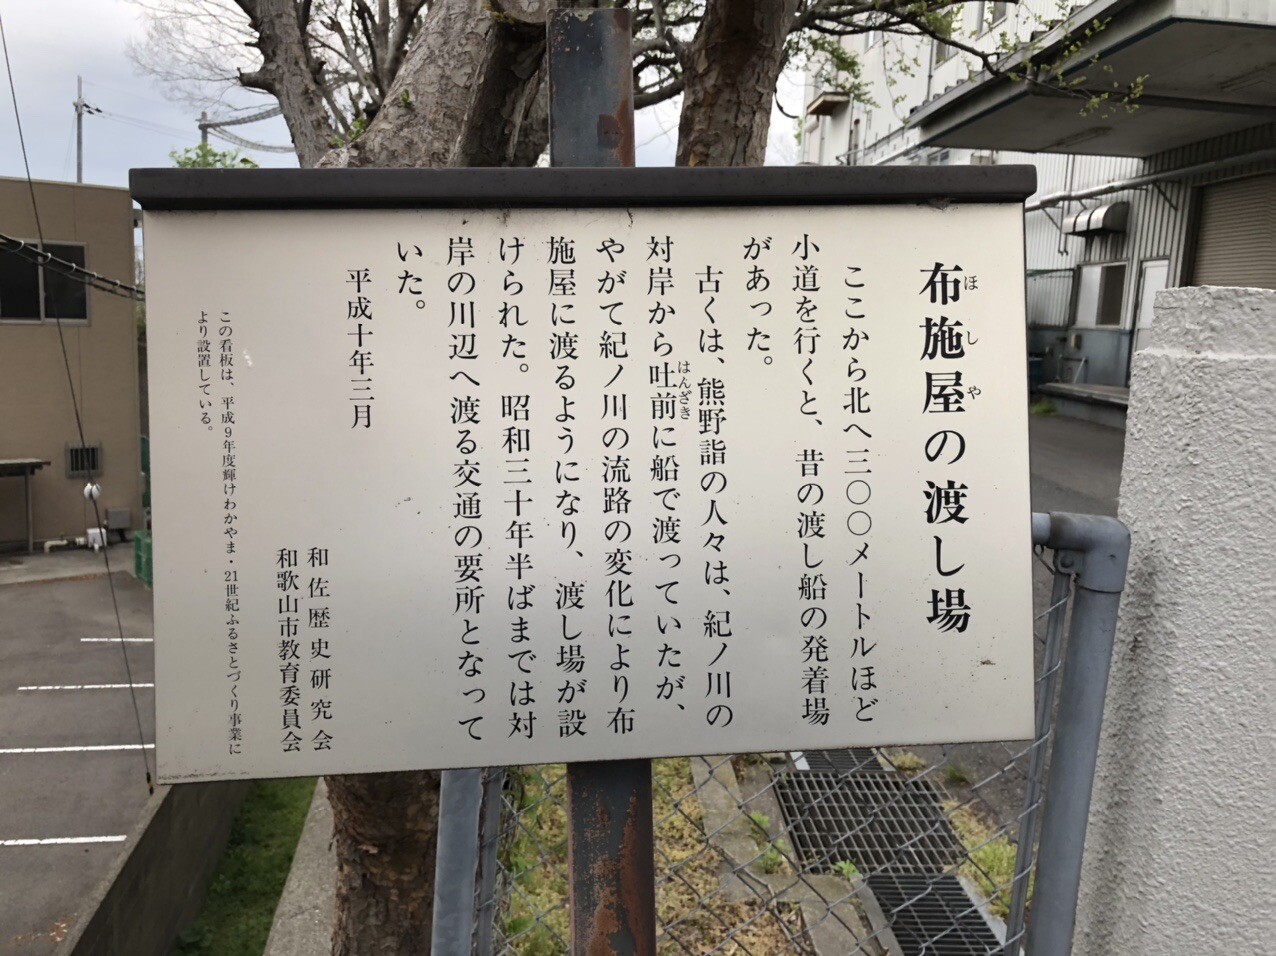 布施屋の渡し場
ほしや
ここから北へ三〇〇メートルほど
小道を行くと、昔の渡し船の発着場
があった。
古くは、熊野詣の人々は、紀ノ川の
対岸から吐前に船で渡っていたが、
はんざき
やがて紀ノ川の流路の変化により布
施屋に渡るようになり、渡し場が設
けられた。昭和三十年半ばまでは対
岸の川辺へ渡る交通の要所となって
いた。
平成十年三月
和佐歴史研究会
和歌山市教育委員会
この看板は、平成9年度輝けわかやま・21世紀ふるさとづくり事業に
より設置している。